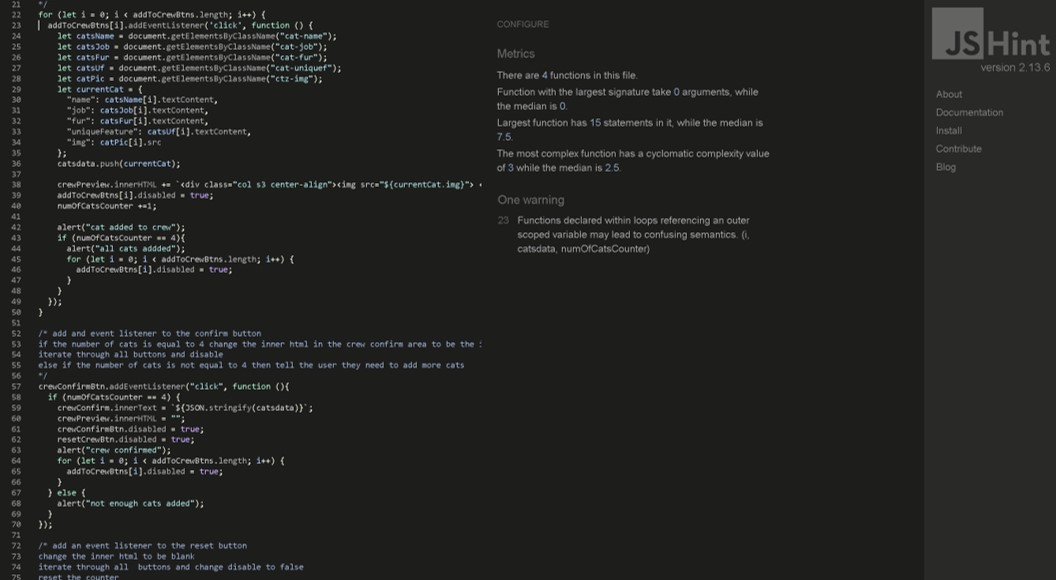 21 */
22 for (let i = 0; i < addToCrewBtns.length; i++) {
23 addToCrewBtns[i].addEventListener('click', function () {
24 let catsName = document.getElementsByClassName("cat-name");
25 let catsJob = document.getElementsByClassName("cat-job");
26 let catsFur = document.getElementsByClassName("cat-fur");
27 let catsUf = document.getElementsByClassName("cat-uniquef");
28 let catPic = document.getElementsByClassName("ctz-img");
29 let currentCat = {
30 "name": catsName[i].textContent,
31 "job": catsJob[i].textContent,
32 "fur": catsFur[i].textContent,
33 "uniqueFeature": catsUf[i].textContent,
34 "img": catPic[i].src
35 };
36 catsdata.push(currentCat);
37
38 crewPreview.innerHTML += `<div class="col s3 center-align"><img src="${currentCat.img}"> <
39 addToCrewBtns[i].disabled = true;
40 numOfCatsCounter +=1;
41
42 alert("cat added to crew");
43 if (numOfCatsCounter == 4){
44 alert("all cats addded");
45 for (let i = 0; i < addToCrewBtns.length; i++) {
46 addToCrewBtns[i].disabled = true;
47 }
48 }
49 });
50 }
51
52 /* add and event listener to the confirm button
53 if the number of cats is equal to 4 change the inner html in the crew confirm area to be the
54 iterate through all buttons and disable
55 else if the number of cats is not equal to 4 then tell the user they need to add more cats
56 */
57 crewConfirmBtn.addEventListener("click", function (){
58 if (numOfCatsCounter == 4) {
59 crewConfirm.innerText = `${JSON.stringify(catsdata)}`;
60 crewPreview.innerHTML = "";
61 crewConfirmBtn.disabled = true;
62 resetCrewBtn.disabled = true;
63 alert("crew confirmed");
64 for (let i = 0; i < addToCrewBtns.length; i++) {
65 addToCrewBtns[i].disabled = true;
66 }
67 } else {
68 alert("not enough cats added");
69 }
70 });
71
72 /* add an event listener to the reset button
73 change the inner html to be blank
74 iterate through all  buttons and change disable to false
75 reset the counter
CONFIGURE
Metrics
There are 4 functions in this file.
Function with the largest signature take 0 arguments, while
the median is 0.
Largest function has 15 statements in it, while the median is
7.5.
The most complex function has a cyclomatic complexity value
of 3 while the median is 2.5.
One warning
23 Functions declared within loops referencing an outer
scoped variable may lead to confusing semantics. (i,
catsdata, numOfCatsCounter)
JSHint
version 2.13.6
About
Documentation
Install
Contribute
Blog